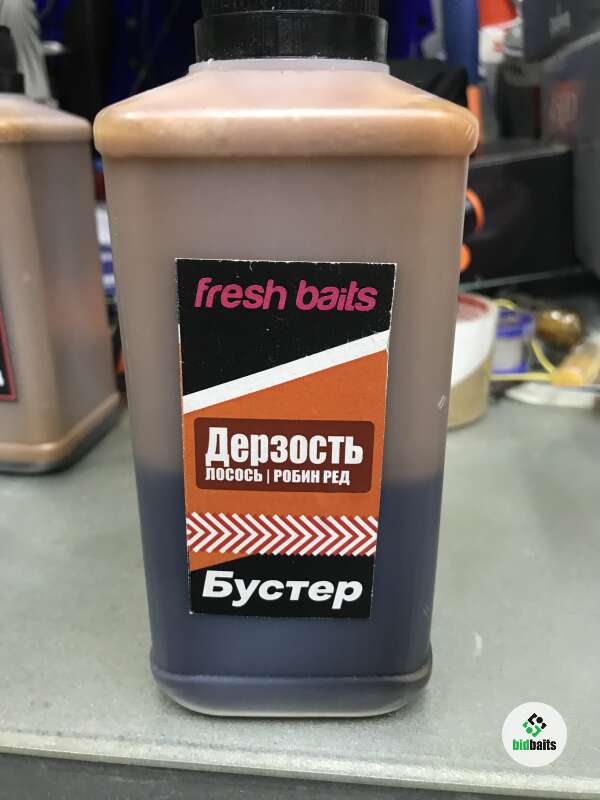 fresh baits
Дерзость
ЛОСОСЬ | РОБИН РЕД
Бустер
bidbaits